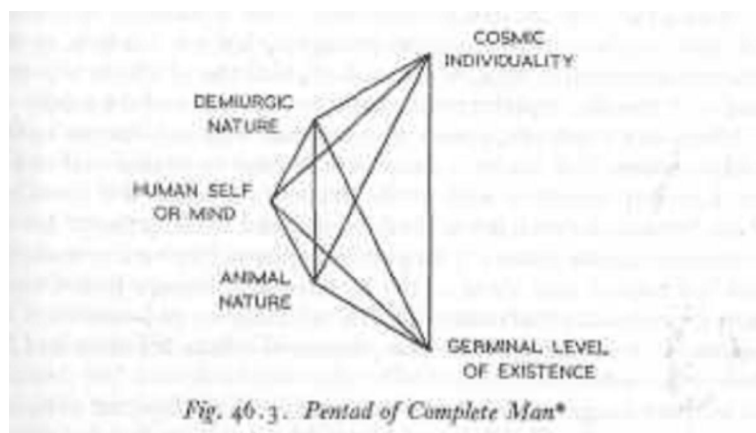 COSMIC
INDIVIDUALITY
DEMIURGIC
NATURE
HUMAN SELF
OR MIND
ANIMAL
NATURE
GERMINAL LEVEL
OF EXISTENCE
Fig. 46.3. Pentad of Complete Man*